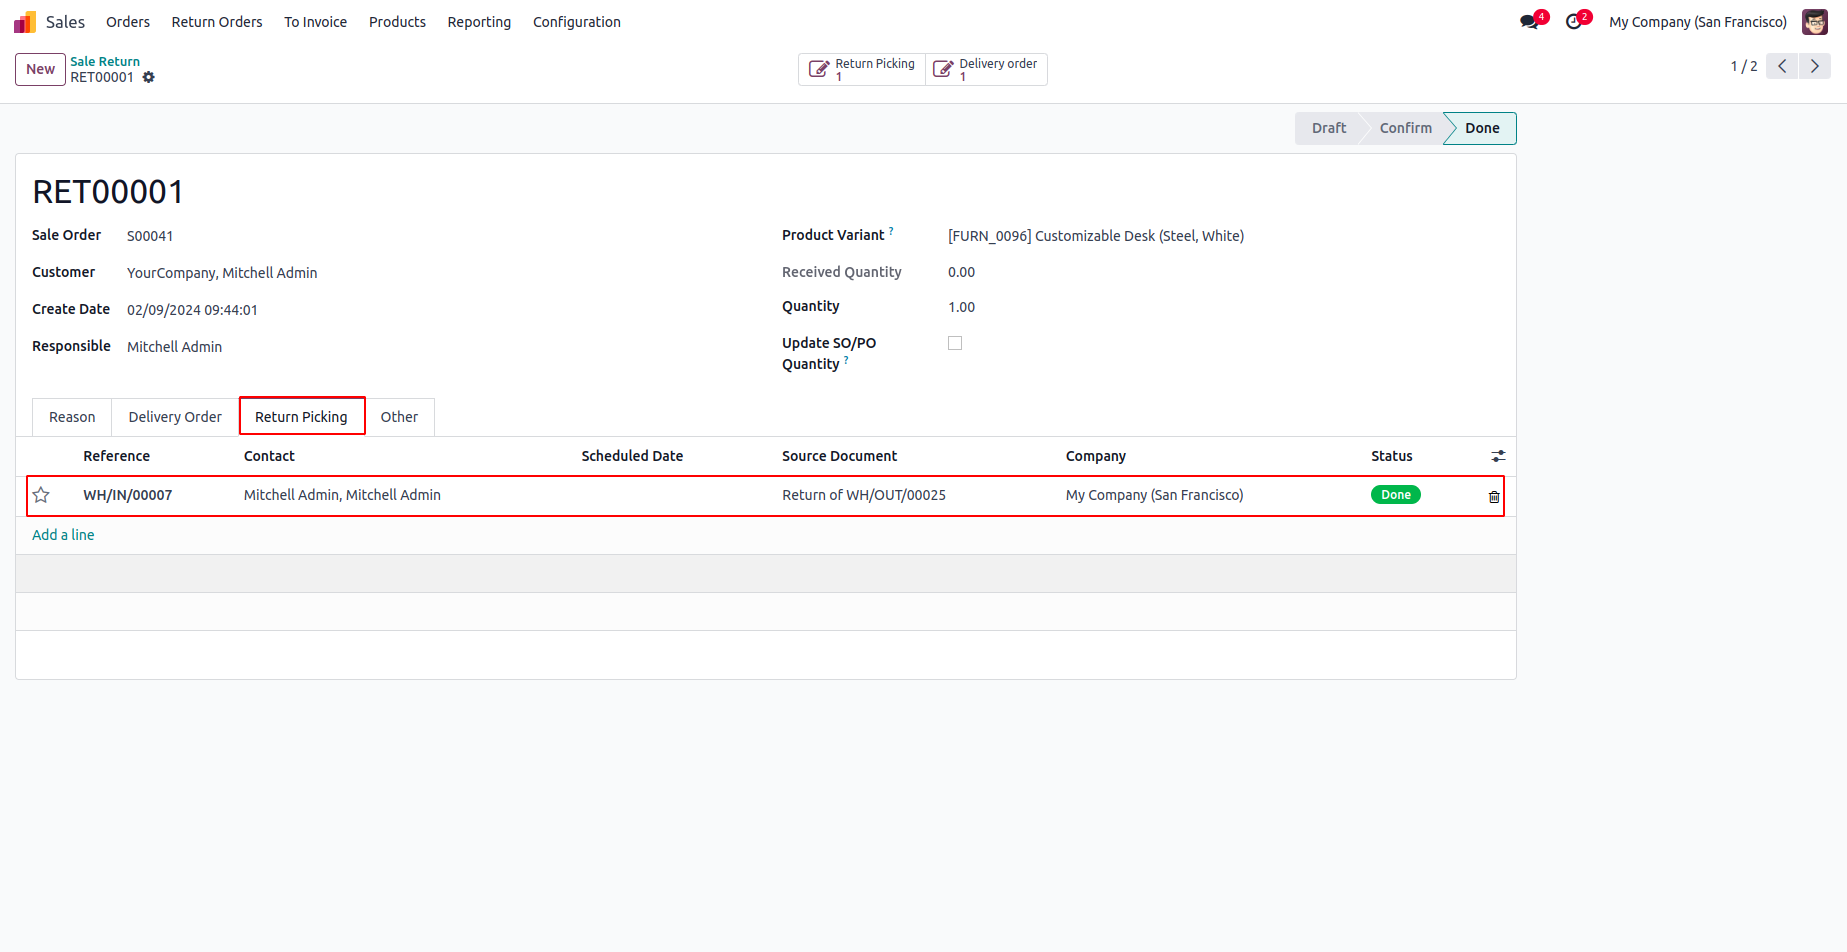 Sales Orders Return Orders To Invoice Products Reporting Configuration 4 2 My Company (San Francisco)
New Sale Return Return Picking Delivery order 1 / 2
RET00001 1 1
Draft Confirm Done
RET00001
Sale Order S00041 Product Variant ? [FURN_0096] Customizable Desk (Steel, White)
Customer YourCompany, Mitchell Admin Received Quantity 0.00
Create Date 02/09/2024 09:44:01 Quantity 1.00
Responsible Mitchell Admin Update SO/PO
Quantity ?
Reason Delivery Order Return Picking Other
Reference Contact Scheduled Date Source Document Company Status
WH/IN/00007 Mitchell Admin, Mitchell Admin Return of WH/OUT/00025 My Company (San Francisco) Done
Add a line